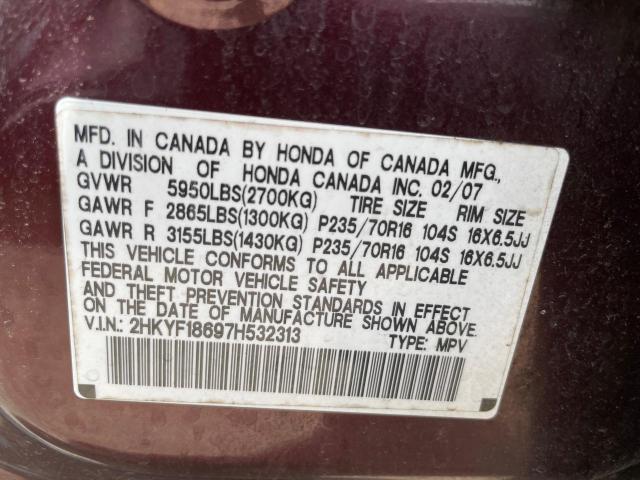 MFD. IN CANADA BY HONDA OF CANADA MFG.,
A DIVISION OF HONDA CANADA INC. 02/07
GVWR 5950LBS(2700KG) TIRE SIZE RIM SIZE
GAWR F 2865LBS(1300KG) P235/70R16 104S 16X6.5JJ
GAWR R 3155LBS(1430KG) P235/70R16 104S 16X6.5JJ
THIS VEHICLE CONFORMS TO ALL APPLICABLE
FEDERAL MOTOR VEHICLE SAFETY
AND THEFT PREVENTION STANDARDS IN EFFECT
ON THE DATE OF MANUFACTURE SHOWN ABOVE.
V.I.N.: 2HKYF18697H532313 TYPE: MPV